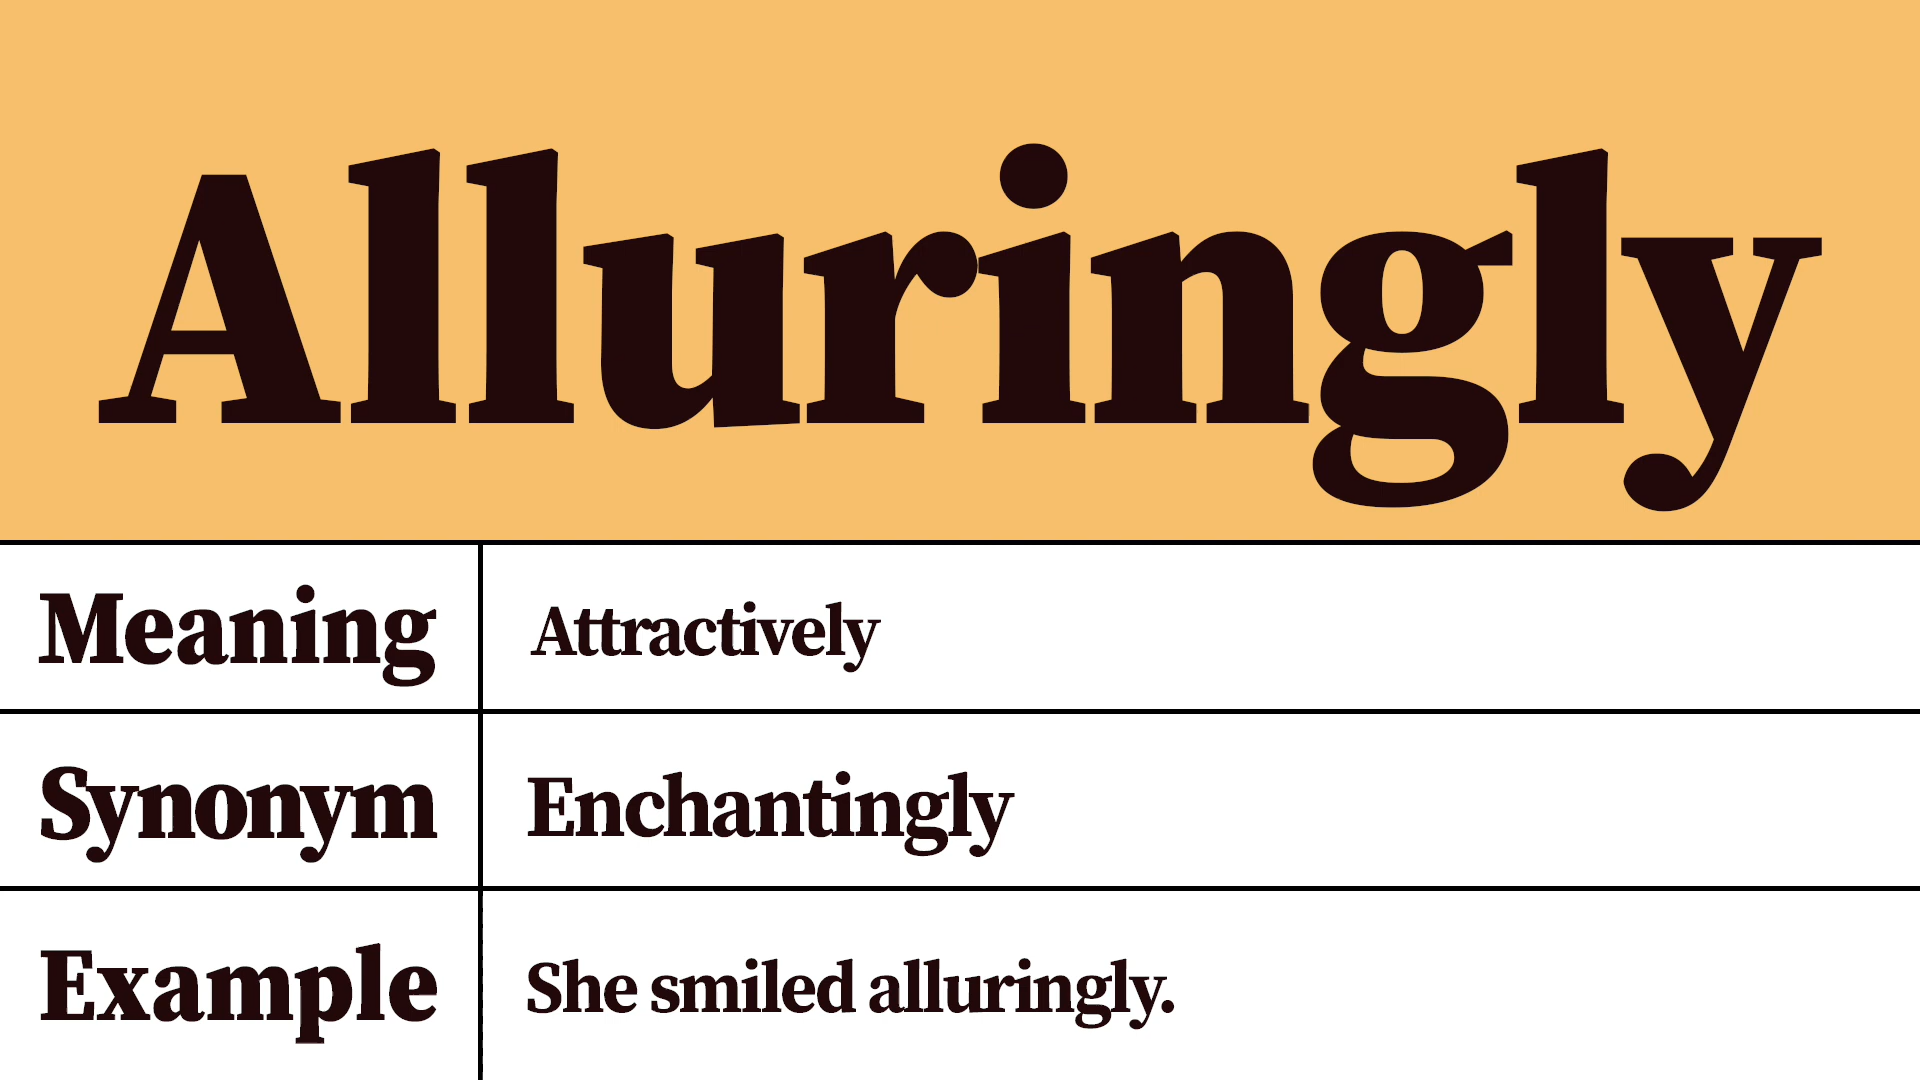 Alluringly
Meaning
Attractively
Synonym
Enchantingly
Example
She smiled alluringly.